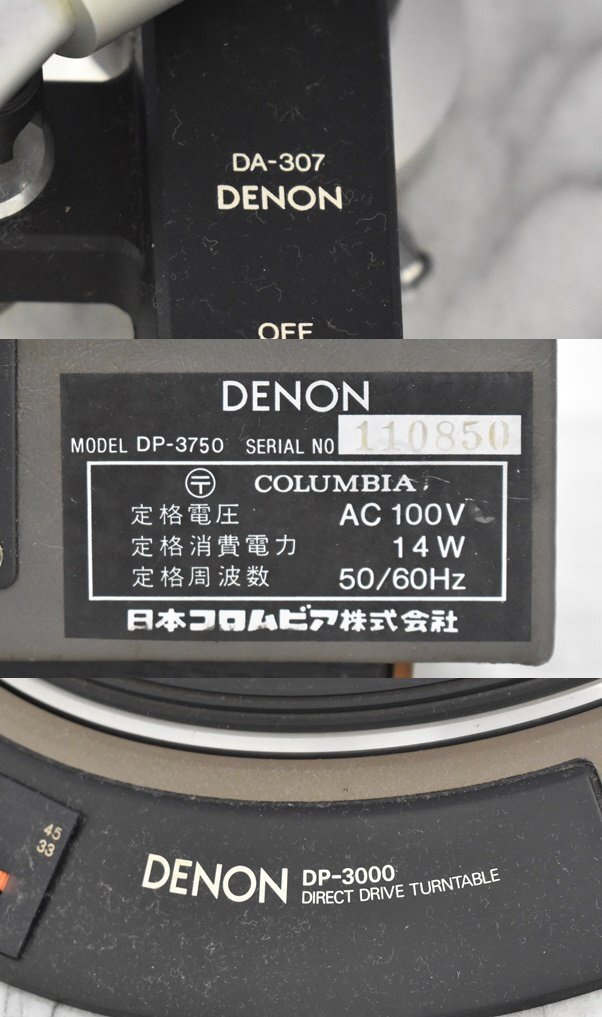 DA-307
DENON
OFF
DENON
MODEL DP-3750 SERIAL NO 110850
〶 COLUMBIA
定格電圧 AC 100V
定格消費電力 14W
定格周波数 50/60Hz
日本コロムビア株式会社
45
33
DENON DP-3000
DIRECT DRIVE TURNTABLE